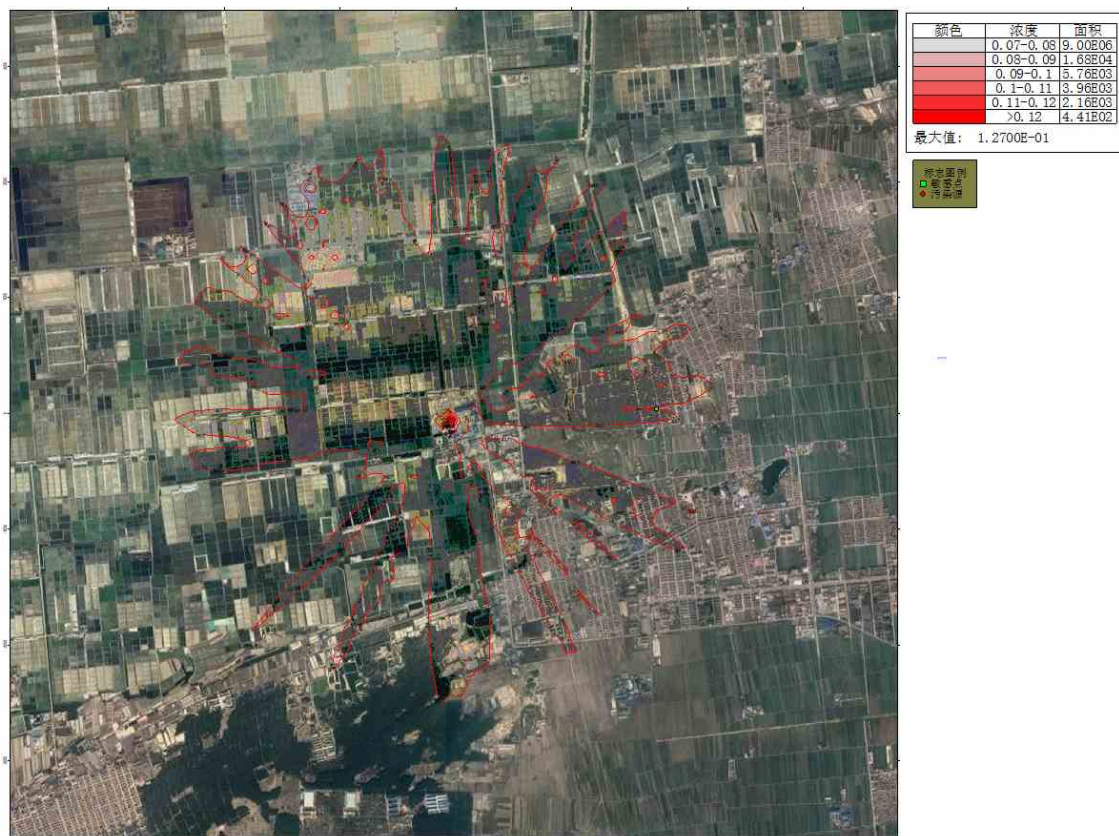 颜色 浓度 面积
0.07-0.08 9.00E06
0.08-0.09 1.68E04
0.09-0.1 5.76E03
0.1-0.11 3.96E03
0.11-0.12 2.16E03
>0.12 4.41E02
最大值: 1.2700E-01
标志图例
敏感点
污染源